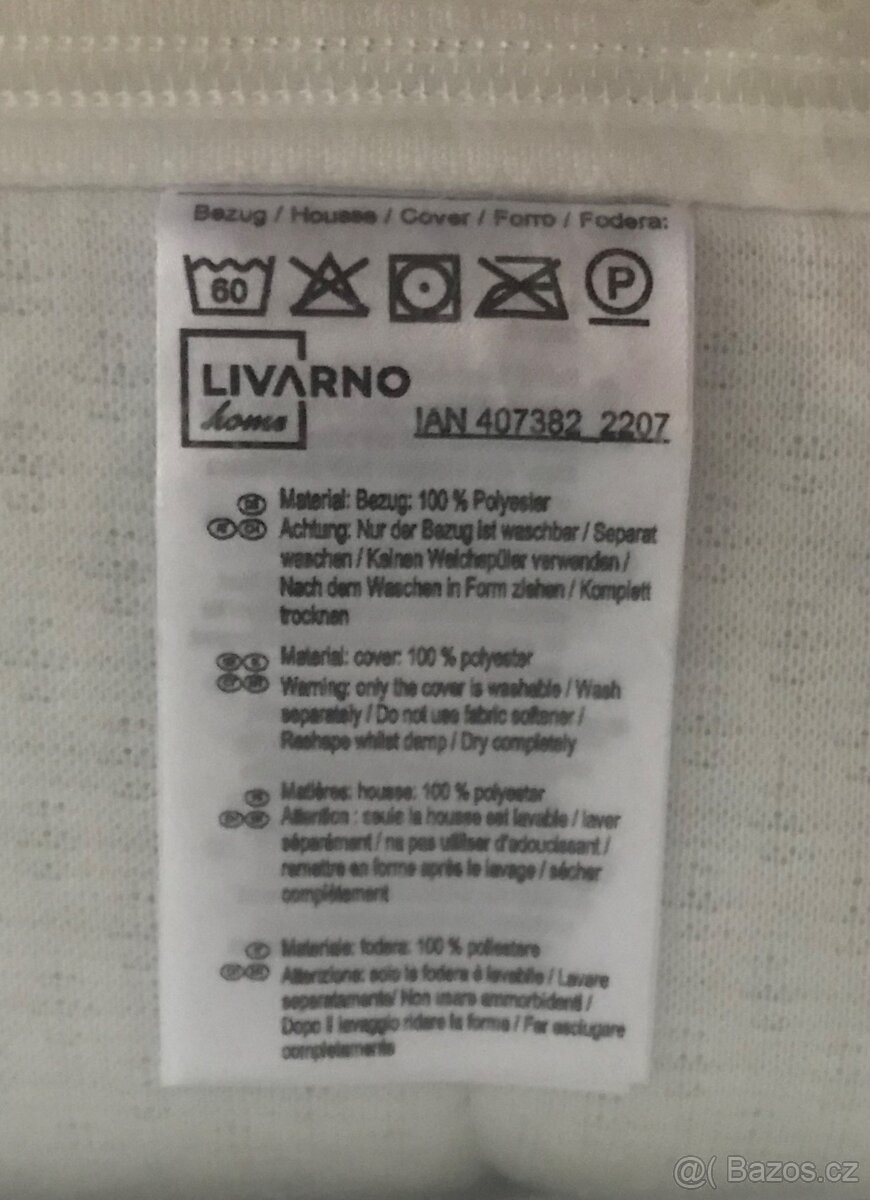 Bezug / Housse / Cover / Forro / Fodera:
60
P
LIVARNO
home
IAN 407382_2207
Material: Bezug: 100 % Polyester
Achtung: Nur der Bezug ist waschbar / Separat
waschen / Keinen Weichspüler verwenden /
Nach dem Waschen in Form ziehen / Komplett
trocknen
Material: cover: 100 % polyester
Warning: only the cover is washable / Wash
separately / Do not use fabric softener /
Reshape whilst damp / Dry completely
Matières: housse: 100 % polyester
Attention : seule la housse est lavable / laver
séparément / ne pas utiliser d'adoucissant /
remettre en forme après le lavage / sécher
complètement
Materiale: fodera: 100 % poliestere
Attenzione: solo la fodera è lavabile / Lavare
separatamente/ Non usare ammorbidenti /
Dopo il lavaggio ridare la forma / Far asciugare
completamente
@( Bazos.cz